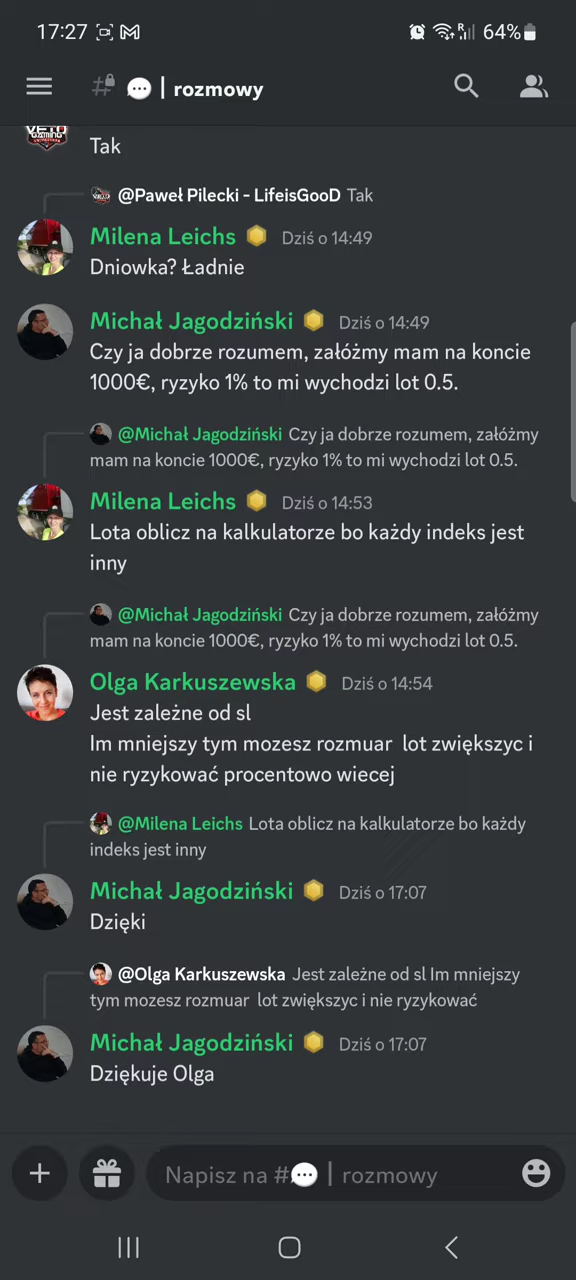 17:27
R
64%
# 💬 | rozmowy
VETO
GAMING
Tak
@Paweł Pilecki - LifeisGooD Tak
Milena Leichs Dziś o 14:49
Dniowka? Ładnie
Michał Jagodziński Dziś o 14:49
Czy ja dobrze rozumem, załóżmy mam na koncie
1000€, ryzyko 1% to mi wychodzi lot 0.5.
@Michał Jagodziński Czy ja dobrze rozumem, załóżmy
mam na koncie 1000€, ryzyko 1% to mi wychodzi lot 0.5.
Milena Leichs Dziś o 14:53
Lota oblicz na kalkulatorze bo każdy indeks jest
inny
@Michał Jagodziński Czy ja dobrze rozumem, załóżmy
mam na koncie 1000€, ryzyko 1% to mi wychodzi lot 0.5.
Olga Karkuszewska Dziś o 14:54
Jest zależne od sl
Im mniejszy tym mozesz rozmuar lot zwiększyc i
nie ryzykować procentowo wiecej
@Milena Leichs Lota oblicz na kalkulatorze bo każdy
indeks jest inny
Michał Jagodziński Dziś o 17:07
Dzięki
@Olga Karkuszewska Jest zależne od sl Im mniejszy
tym mozesz rozmuar lot zwiększyc i nie ryzykować
Michał Jagodziński Dziś o 17:07
Dziękuje Olga
Napisz na #💬 | rozmowy